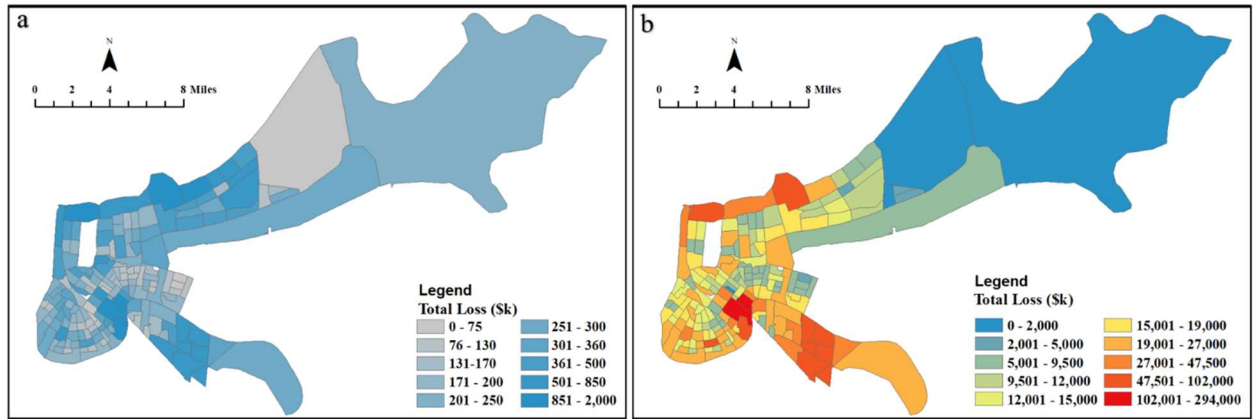 a
N
0 2 4 8 Miles
Legend
Total Loss ($k)
0 - 75
76 - 130
131-170
171 - 200
201 - 250
251 - 300
301 - 360
361 - 500
501 - 850
851 - 2,000
b
N
0 2 4 8 Miles
Legend
Total Loss ($k)
0 - 2,000
2,001 - 5,000
5,001 - 9,500
9,501 - 12,000
12,001 - 15,000
15,001 - 19,000
19,001 - 27,000
27,001 - 47,500
47,501 - 102,000
102,001 - 294,000